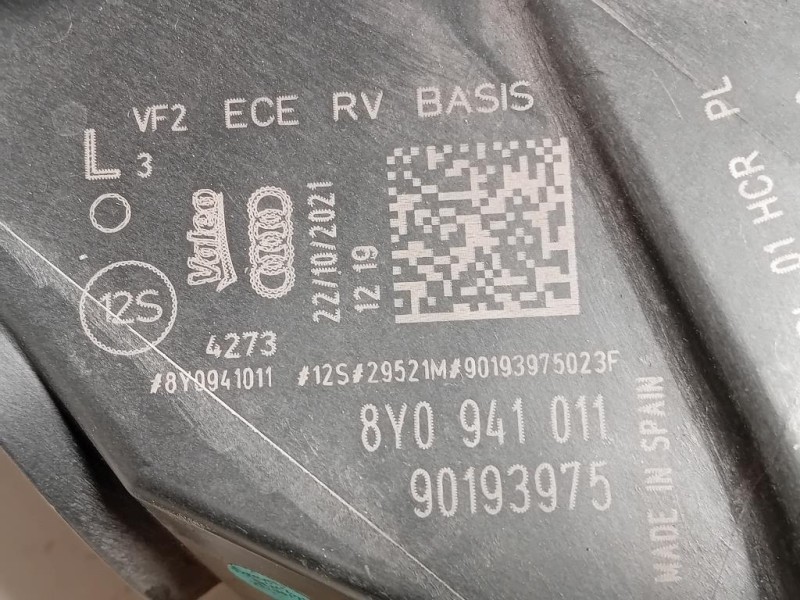 VF2 ECE RV BASIS
L
3
Valeo
22/10/2021
12 19
12S
4273
#8Y0941011 #12S#29521M#90193975023F
8Y0 941 011
90193975
MADE IN SPAIN
01 HCR PL